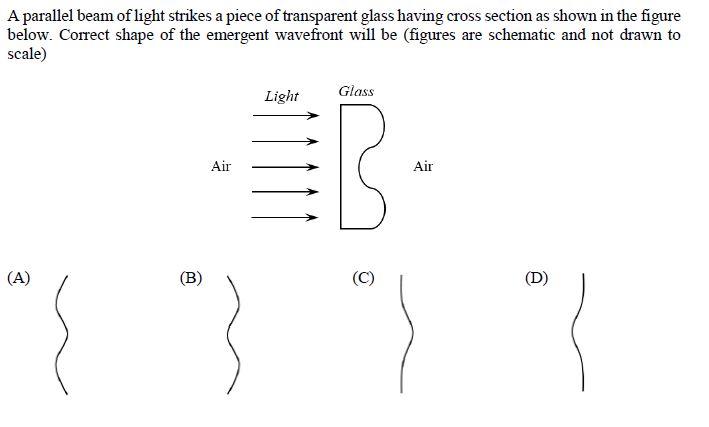 A parallel beam of light strikes a piece of transparent glass having cross section as shown in the figure
below. Correct shape of the emergent wavefront will be (figures are schematic and not drawn to
scale)
Light
Glass
Air
Air
(A)
(B)
(C)
(D)